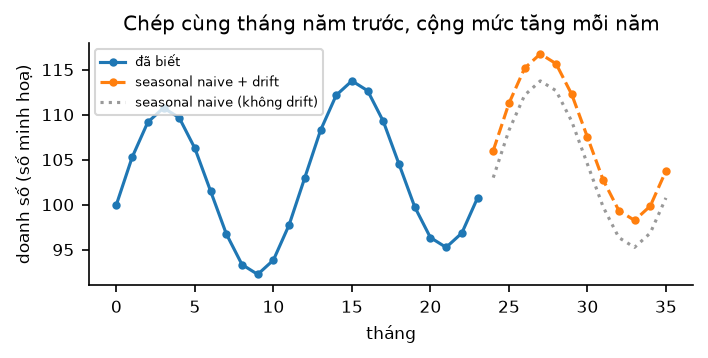 Chép cùng tháng năm trước, cộng mức tăng mỗi năm
đã biết
seasonal naive + drift
seasonal naive (không drift)
doanh số (số minh hoạ)
115
110
105
100
95
0 5 10 15 20 25 30 35
tháng